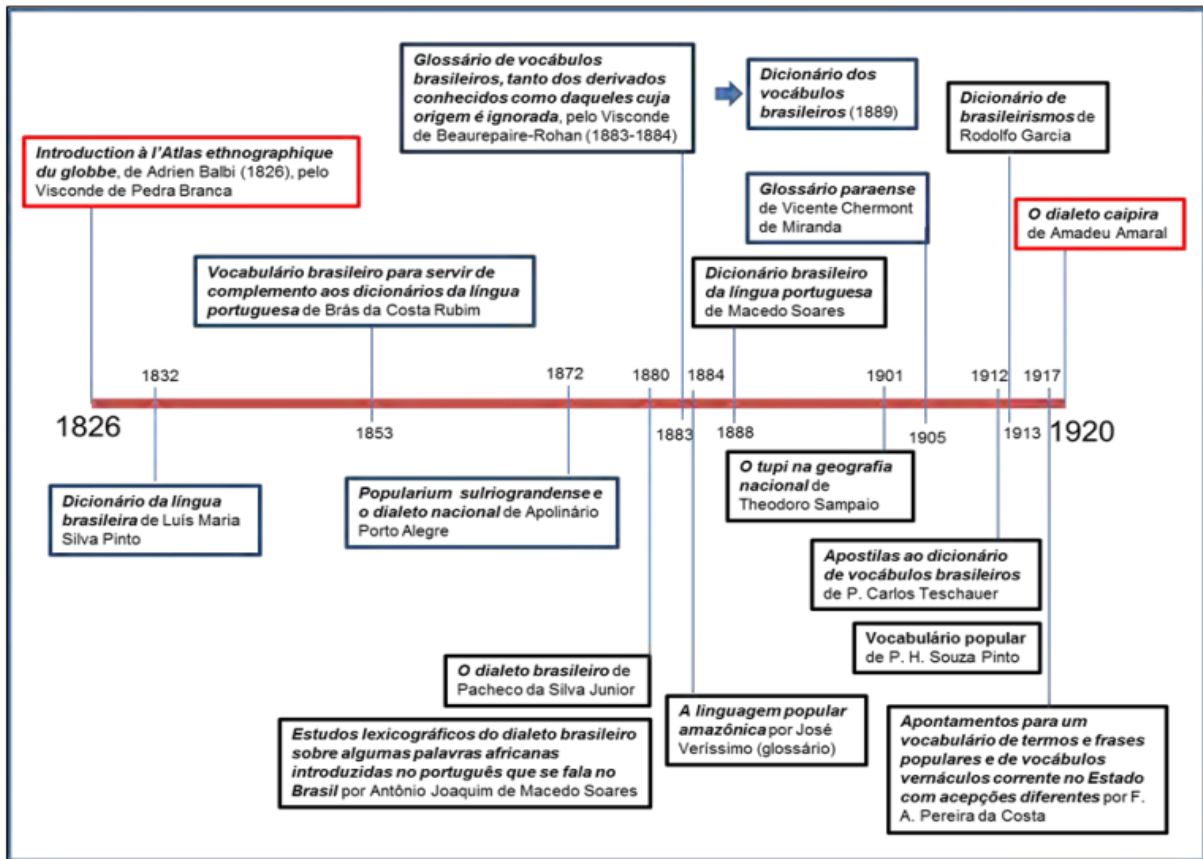 Glossário de vocábulos
brasileiros, tanto dos derivados
conhecidos como daqueles cuja
origem é ignorada, pelo Visconde
de Beaurepaire-Rohan (1883-1884)
Dicionário dos
vocábulos
brasileiros (1889)
Dicionário de
brasileirismos de
Rodolfo Garcia
Introduction à l'Atlas ethnographique
du globbe, de Adrien Balbi (1826), pelo
Visconde de Pedra Branca
Glossário paraense
de Vicente Chermont
de Miranda
O dialeto caipira
de Amadeu Amaral
Vocabulário brasileiro para servir de
complemento aos dicionários da língua
portuguesa de Brás da Costa Rubim
Dicionário brasileiro
da língua portuguesa
de Macedo Soares
1832
1872
1880
1884
1901
1912
1917
1826
1853
1883
1888
1905
1913
1920
Dicionário da língua
brasileira de Luís Maria
Silva Pinto
Popularium sulriograndense e
o dialeto nacional de Apolinário
Porto Alegre
O tupi na geografia
nacional de
Theodoro Sampaio
Apostilas ao dicionário
de vocábulos brasileiros
de P. Carlos Teschauer
Vocabulário popular
de P. H. Souza Pinto
O dialeto brasileiro de
Pacheco da Silva Junior
Estudos lexicográficos do dialeto brasileiro
sobre algumas palavras africanas
introduzidas no português que se fala no
Brasil por Antônio Joaquim de Macedo Soares
A linguagem popular
amazônica por José
Veríssimo (glossário)
Apontamentos para um
vocabulário de termos e frases
populares e de vocábulos
vernáculos corrente no Estado
com acepções diferentes por F.
A. Pereira da Costa